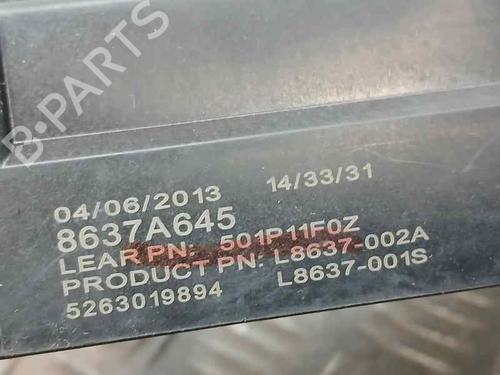 B-PARTS
04/06/2013 14/33/31
8637A645
LEAR PN: 501P11F0Z
PRODUCT PN: L8637-002A
5263019894 L8637-001S